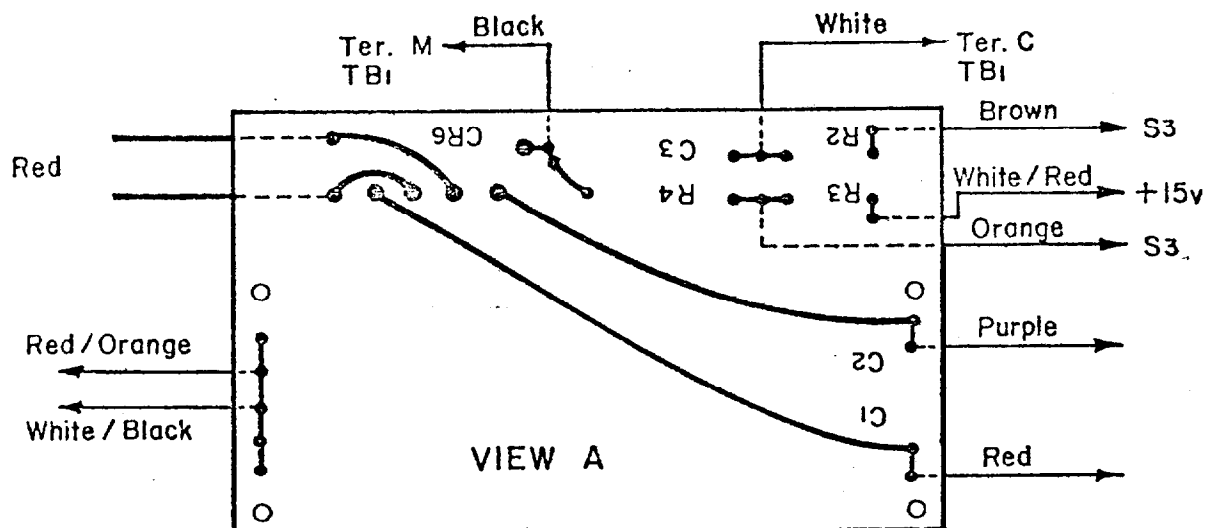 Black
White
Ter. M
TB1
Ter. C
TB1
Brown
S3
CR6
C3
R2
Red
White/Red
+15v
R4
R3
Orange
S3
Red/Orange
Purple
C2
White/Black
C1
VIEW A
Red